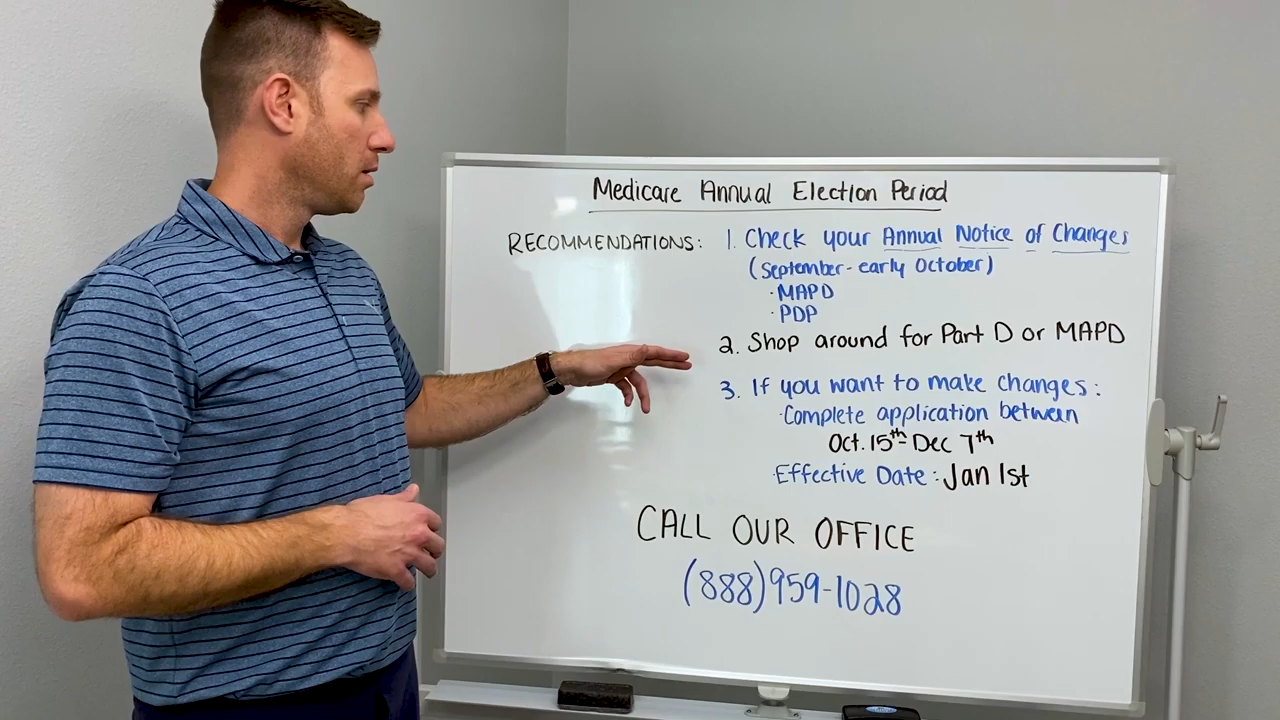 Medicare Annual Election Period
RECOMMENDATIONS: 1. Check your Annual Notice of Changes
(September - early October)
· MAPD
· PDP
2. Shop around for Part D or MAPD
3. If you want to make changes:
· Complete application between
Oct. 15th - Dec 7th
· Effective Date: Jan 1st
CALL OUR OFFICE
(888) 959-1028